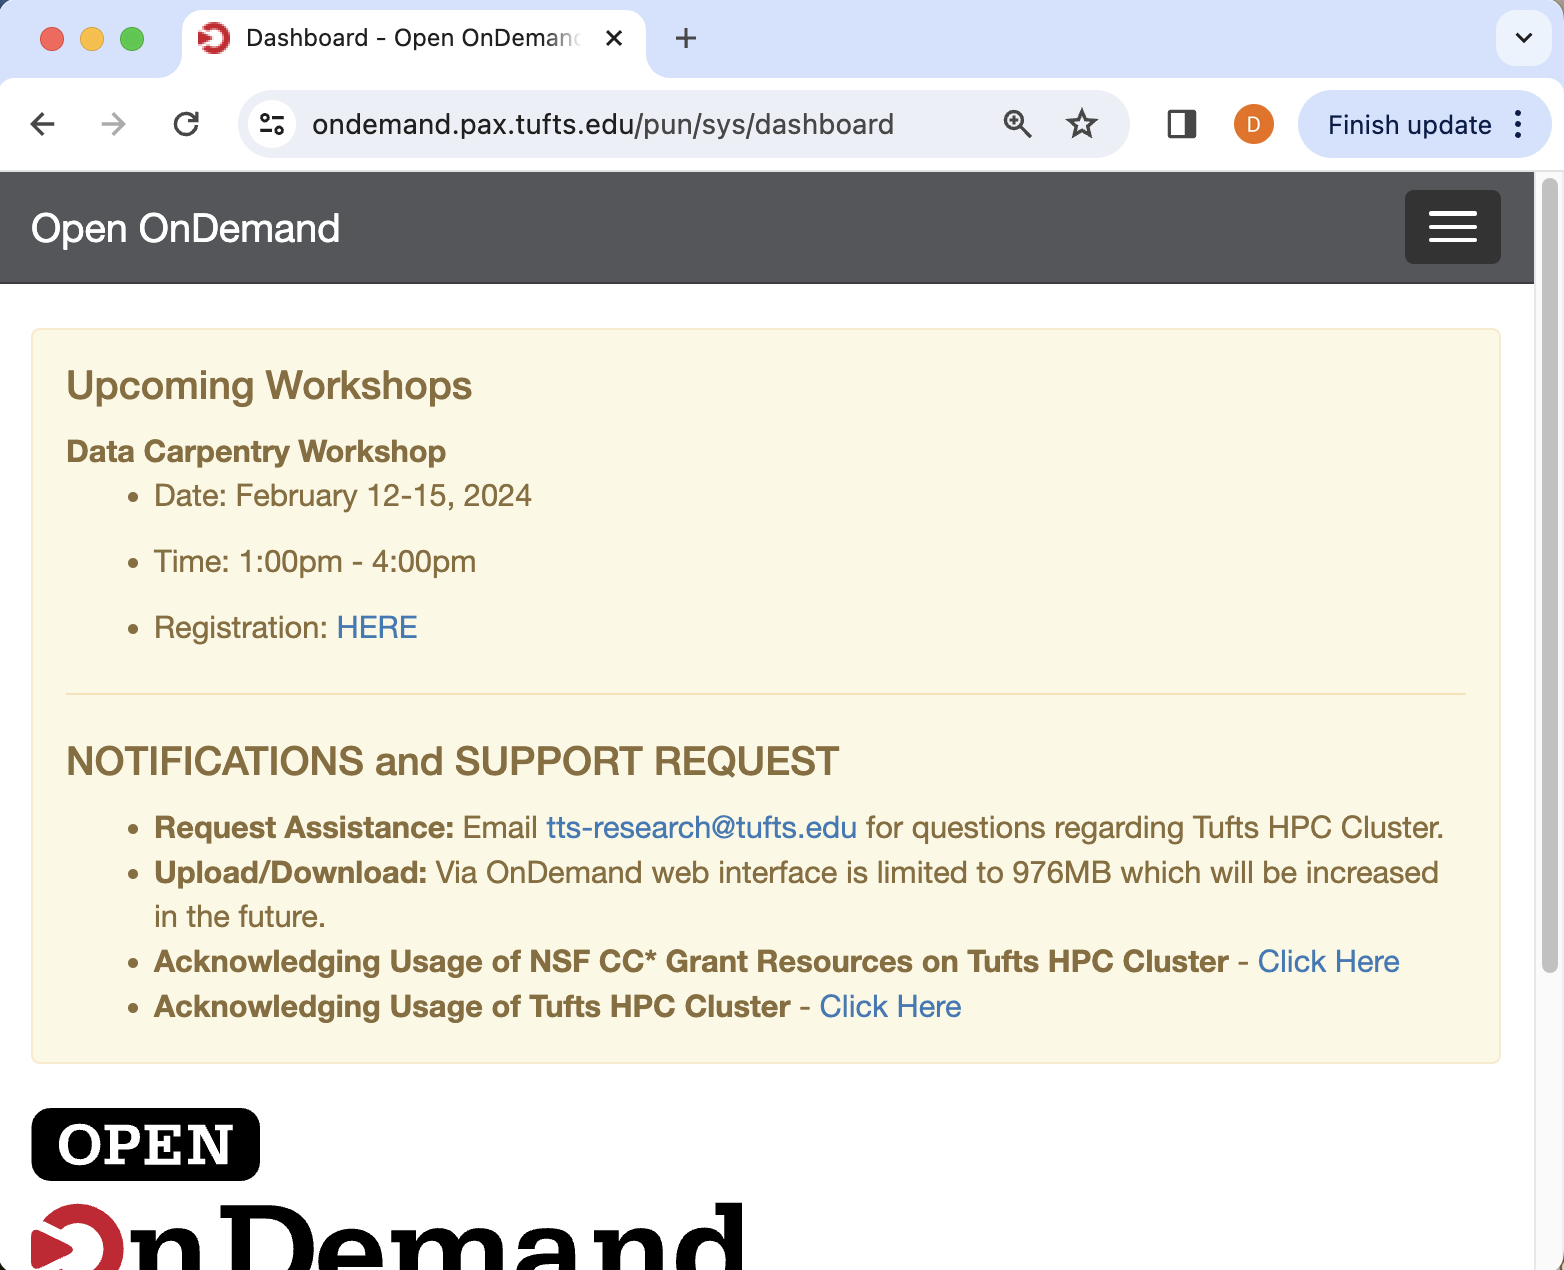 Dashboard - Open OnDemand
ondemand.pax.tufts.edu/pun/sys/dashboard
D
Finish update
Open OnDemand
Upcoming Workshops
Data Carpentry Workshop
• Date: February 12-15, 2024
• Time: 1:00pm - 4:00pm
• Registration: HERE
NOTIFICATIONS and SUPPORT REQUEST
• Request Assistance: Email tts-research@tufts.edu for questions regarding Tufts HPC Cluster.
• Upload/Download: Via OnDemand web interface is limited to 976MB which will be increased
in the future.
• Acknowledging Usage of NSF CC* Grant Resources on Tufts HPC Cluster - Click Here
• Acknowledging Usage of Tufts HPC Cluster - Click Here
OPEN
OnDemand